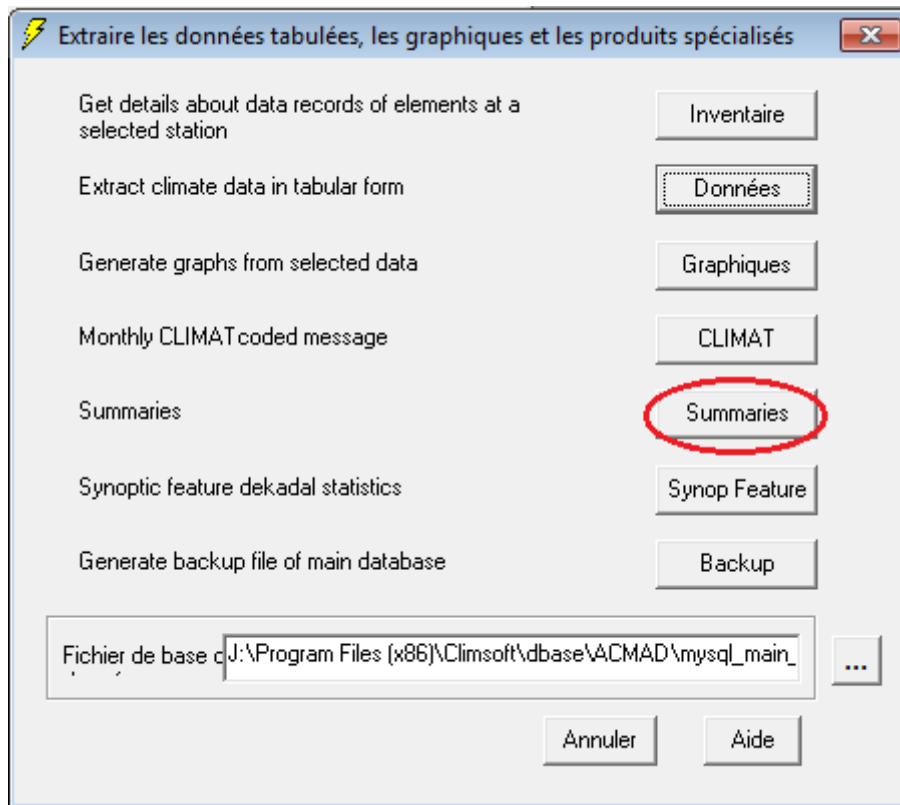 Extraire les données tabulées, les graphiques et les produits spécialisés
Get details about data records of elements at a
selected station
Inventaire
Extract climate data in tabular form
Données
Generate graphs from selected data
Graphiques
Monthly CLIMAT coded message
CLIMAT
Summaries
Summaries
Synoptic feature dekadal statistics
Synop Feature
Generate backup file of main database
Backup
Fichier de base d J:\Program Files (x86)\Climsoft\dbase\ACMAD\mysql_main_
...
Annuler
Aide